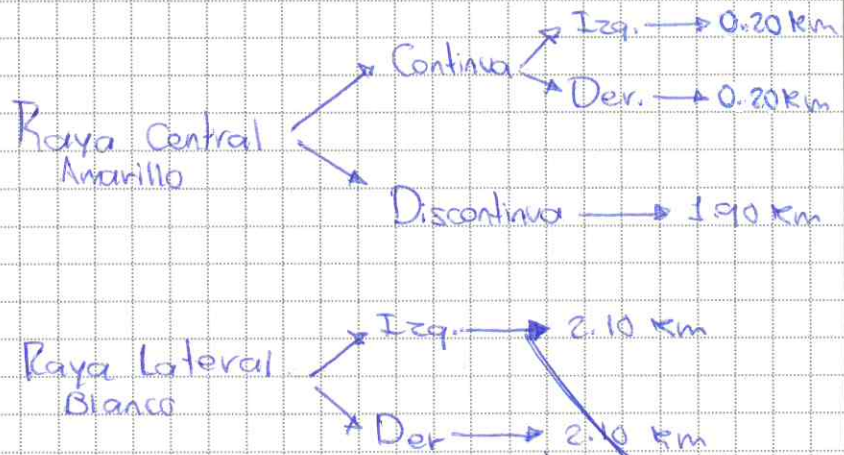 Izq. → 0.20 km
Continua
Der. → 0.20 km
Raya Central
Amarillo
Discontinua → 1.90 km
Izq. → 2.10 km
Raya Lateral
Blanco
Der → 2.10 km